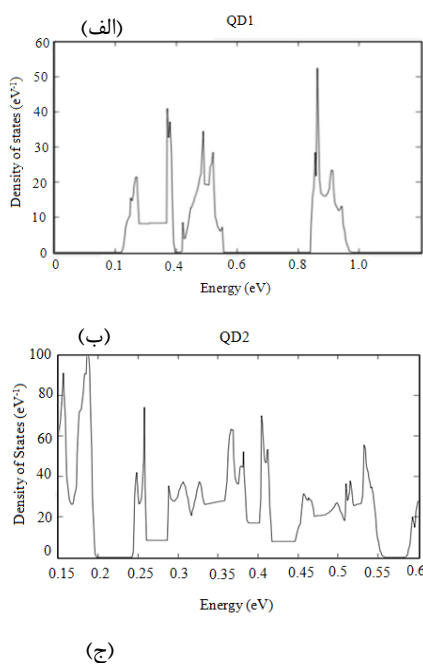 QD1
(الف)
60
50
40
30
20
10
0
Density of states (eV-1)
0 0.1 0.4 0.6 0.8 1.0
Energy (eV)
QD2
(ب)
100
80
60
40
20
0
Density of States (eV-1)
0.15 0.2 0.25 0.3 0.35 0.4 0.45 0.5 0.55 0.6
Energy (eV)
(ج)